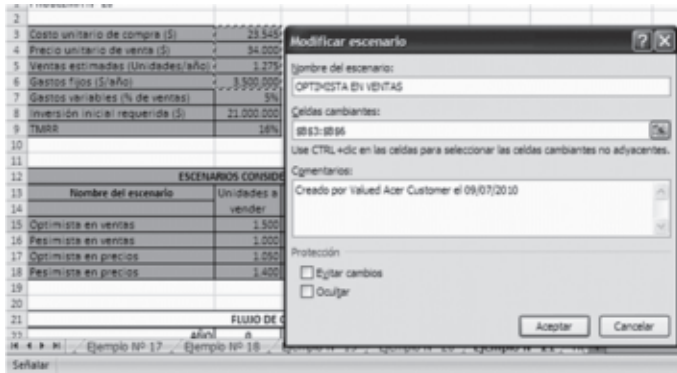 2
3 Costo unitario de compra ($) 23.545
4 Precio unitario de venta ($) 34.000
5 Ventas estimadas (Unidades/año) 1.275
6 Gastos fijos ($/año) 3.500.000
7 Gastos variables (% de ventas) 5%
8 Inversión inicial requerida ($) 21.000.000
9 TMRR 16%
10
11
12 ESCENARIOS CONSIDE
13 Nombre del escenario Unidades a
14 vender
15 Optimista en ventas 1.500
16 Pesimista en ventas 1.000
17 Optimista en precios 1.050
18 Pesimista en precios 1.400
19
20
21 FLUJO DE
22 AÑO 0
Ejemplo Nº 17 Ejemplo Nº 18
Señalar
Modificar escenario
Nombre del escenario:
OPTIMISTA EN VENTAS
Celdas cambiantes:
$B$3:$B$6
Use CTRL+clic en las celdas para seleccionar las celdas cambiantes no adyacentes.
Comentarios:
Creado por Valued Acer Customer el 09/07/2010
Protección
Evitar cambios
Ocultar
Aceptar Cancelar